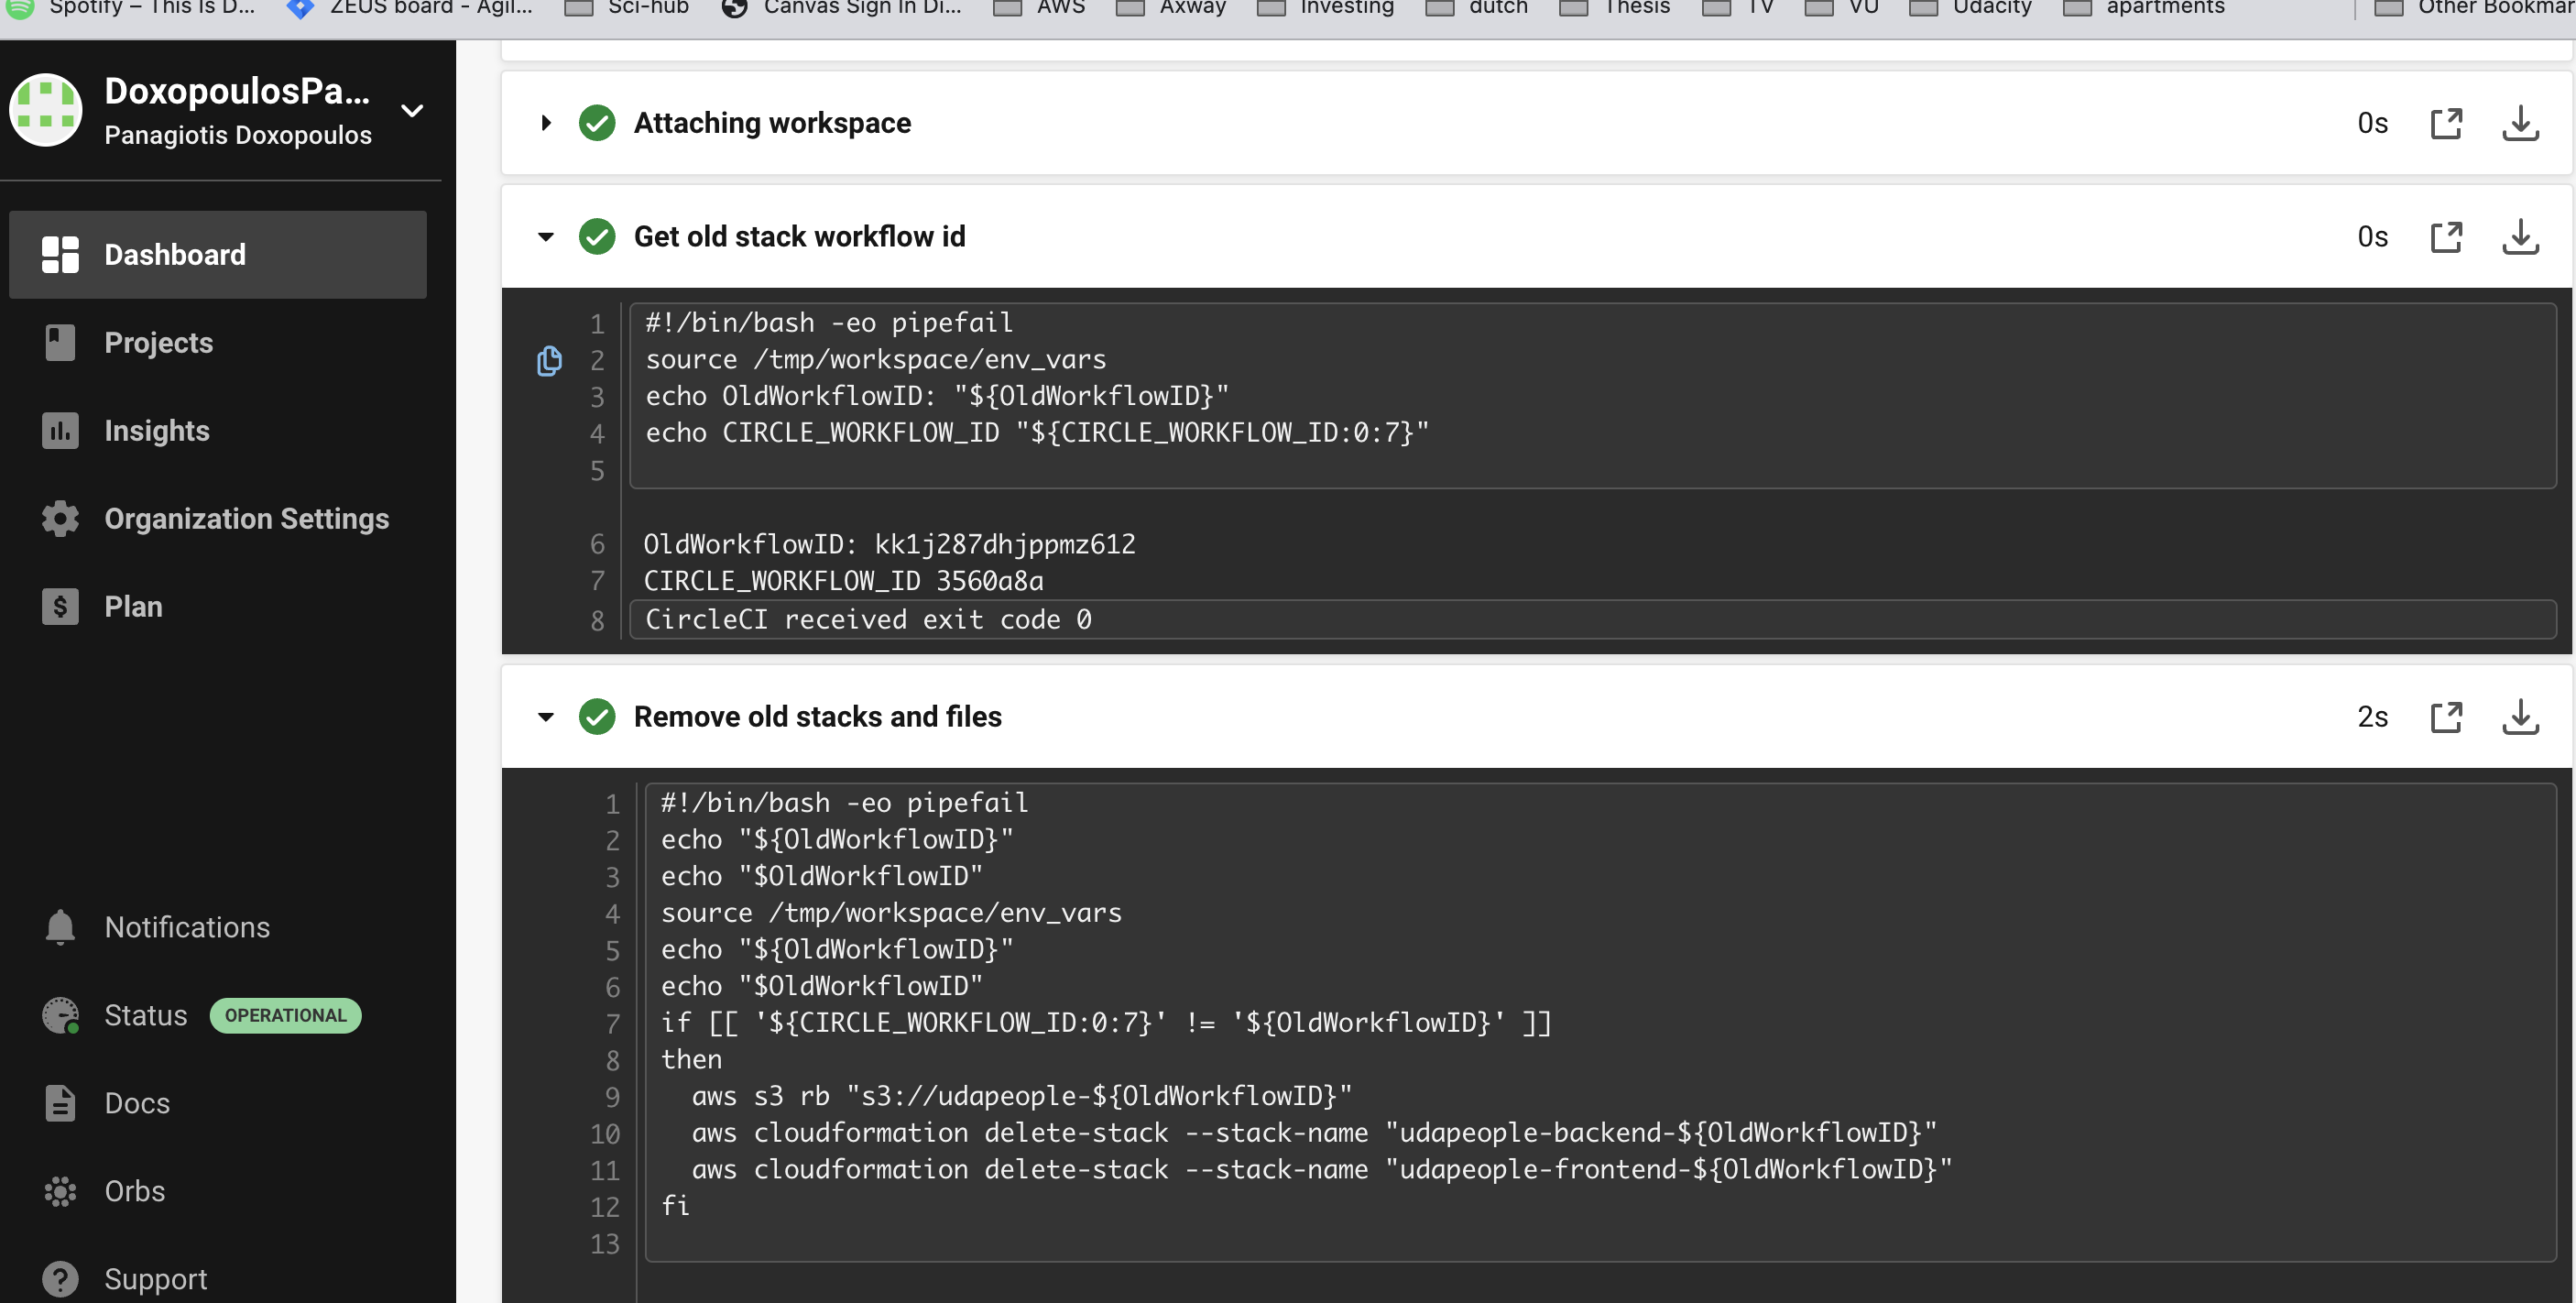 Spotify – This Is D... ZEUS board - Agil... Sci-hub Canvas Sign In Di... AWS Axway Investing dutch Thesis TV VU Udacity apartments Other Bookmar
DoxopoulosPa...
Panagiotis Doxopoulos
Dashboard
Projects
Insights
Organization Settings
Plan
Notifications
Status OPERATIONAL
Docs
Orbs
Support
Attaching workspace 0s
Get old stack workflow id 0s
1 #!/bin/bash -eo pipefail
2 source /tmp/workspace/env_vars
3 echo OldWorkflowID: "${OldWorkflowID}"
4 echo CIRCLE_WORKFLOW_ID "${CIRCLE_WORKFLOW_ID:0:7}"
5
6 OldWorkflowID: kk1j287dhjppmz612
7 CIRCLE_WORKFLOW_ID 3560a8a
8 CircleCI received exit code 0
Remove old stacks and files 2s
1 #!/bin/bash -eo pipefail
2 echo "${OldWorkflowID}"
3 echo "$OldWorkflowID"
4 source /tmp/workspace/env_vars
5 echo "${OldWorkflowID}"
6 echo "$OldWorkflowID"
7 if [[ '${CIRCLE_WORKFLOW_ID:0:7}' != '${OldWorkflowID}' ]]
8 then
9 aws s3 rb "s3://udapeople-${OldWorkflowID}"
10 aws cloudformation delete-stack --stack-name "udapeople-backend-${OldWorkflowID}"
11 aws cloudformation delete-stack --stack-name "udapeople-frontend-${OldWorkflowID}"
12 fi
13